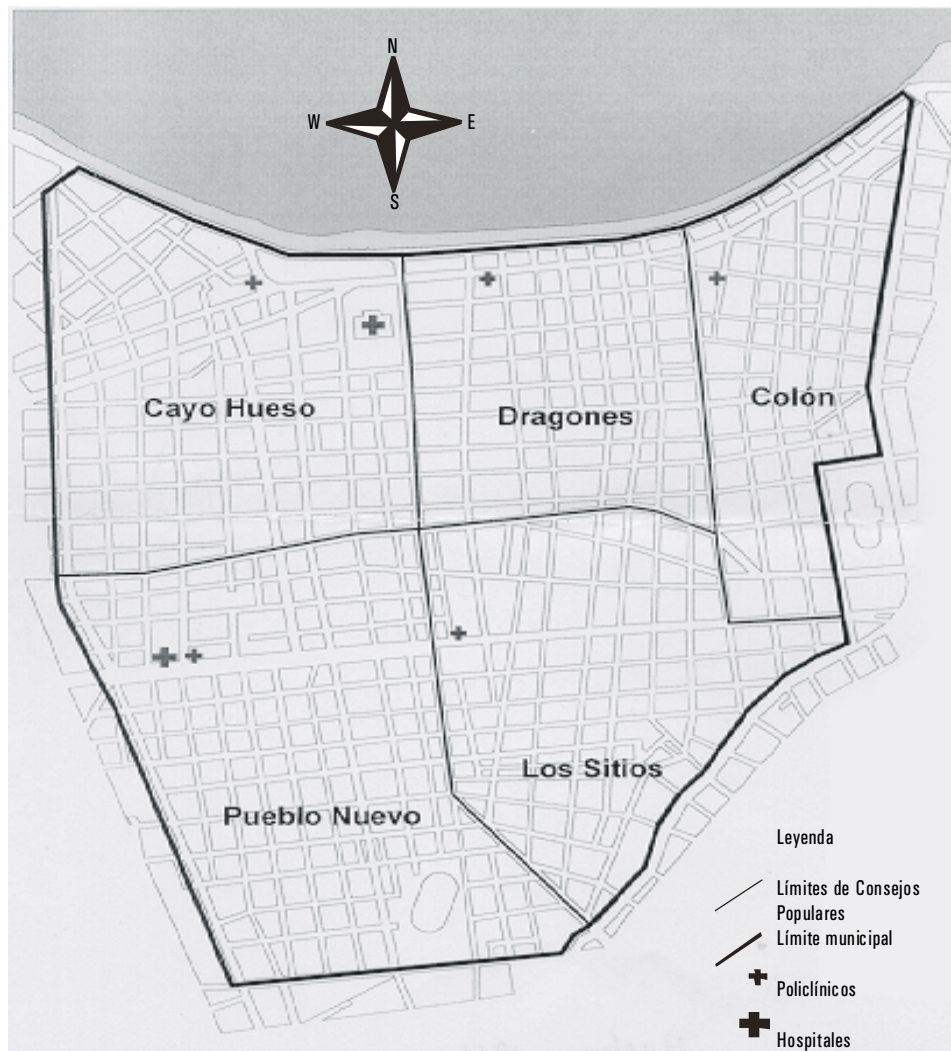 N
W E
S
Cayo Hueso
Dragones
Colón
Los Sitios
Pueblo Nuevo
Leyenda
Límites de Consejos
Populares
Límite municipal
Policlínicos
Hospitales